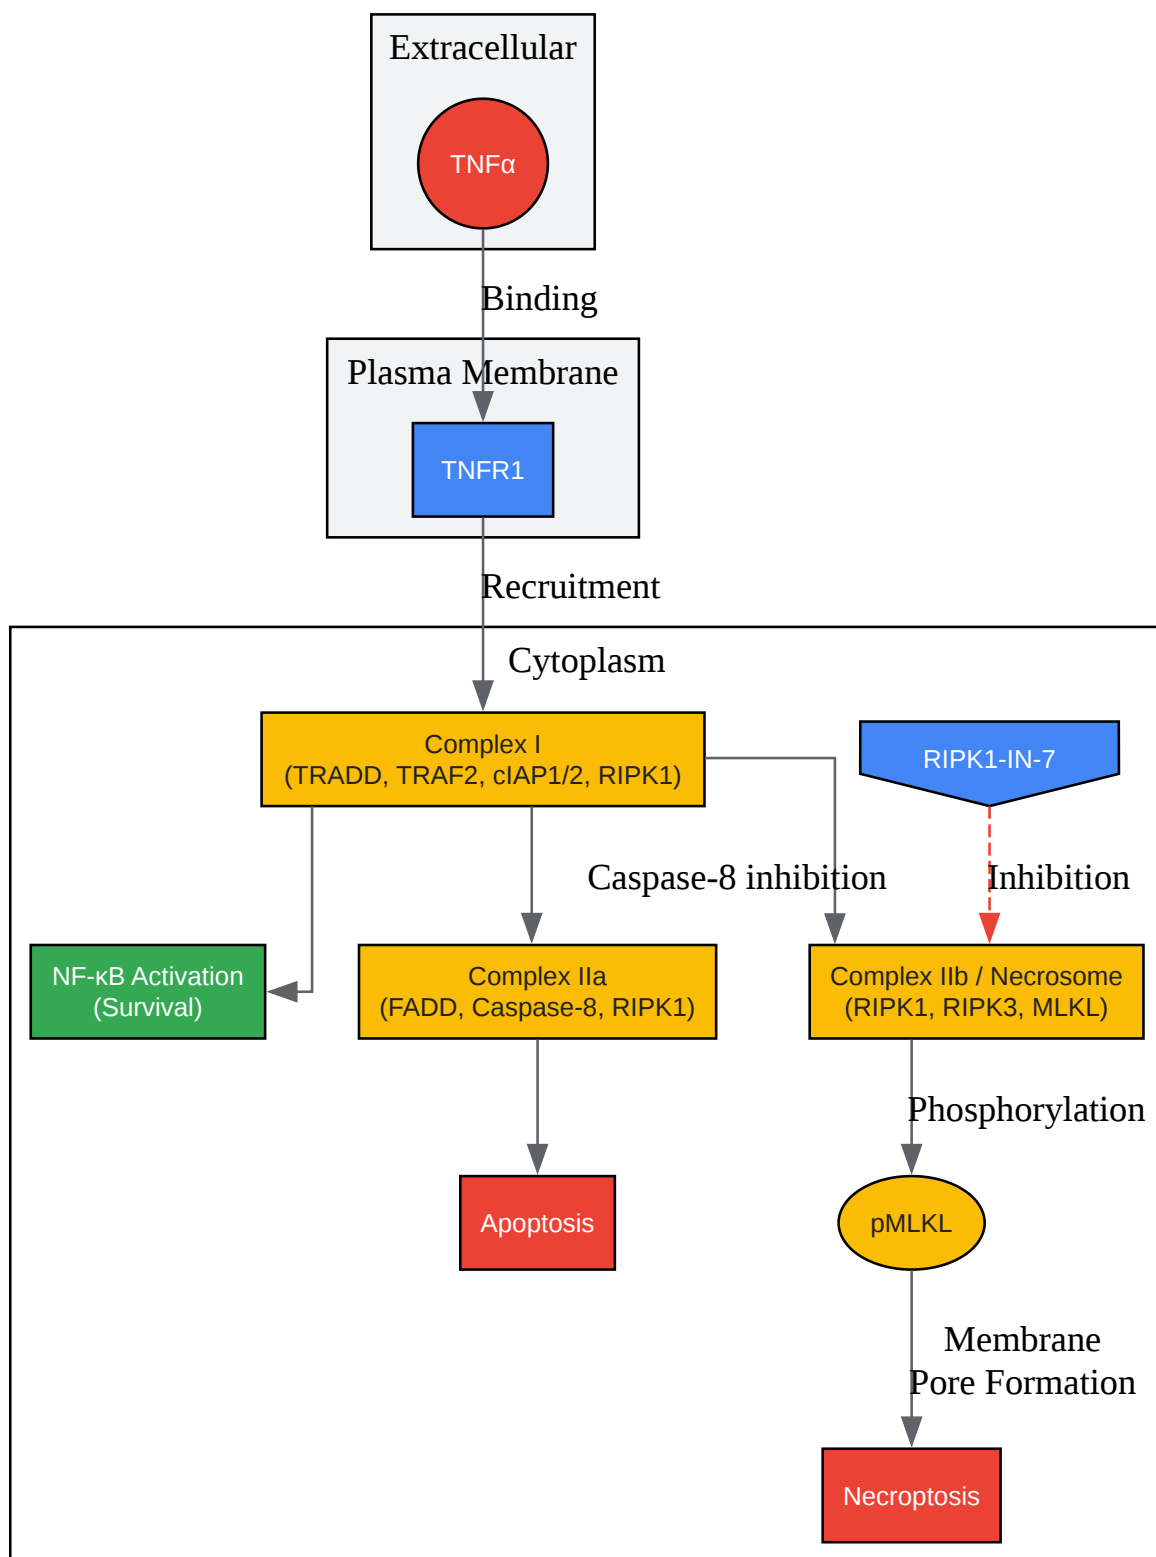 Extracellular
TNFα
Binding
Plasma Membrane
TNFR1
Recruitment
Cytoplasm
Complex I
(TRADD, TRAF2, cIAP1/2, RIPK1)
RIPK1-IN-7
Caspase-8 inhibition
Inhibition
NF-κB Activation
(Survival)
Complex IIa
(FADD, Caspase-8, RIPK1)
Complex IIb / Necrosome
(RIPK1, RIPK3, MLKL)
Phosphorylation
Apoptosis
pMLKL
Membrane
Pore Formation
Necroptosis